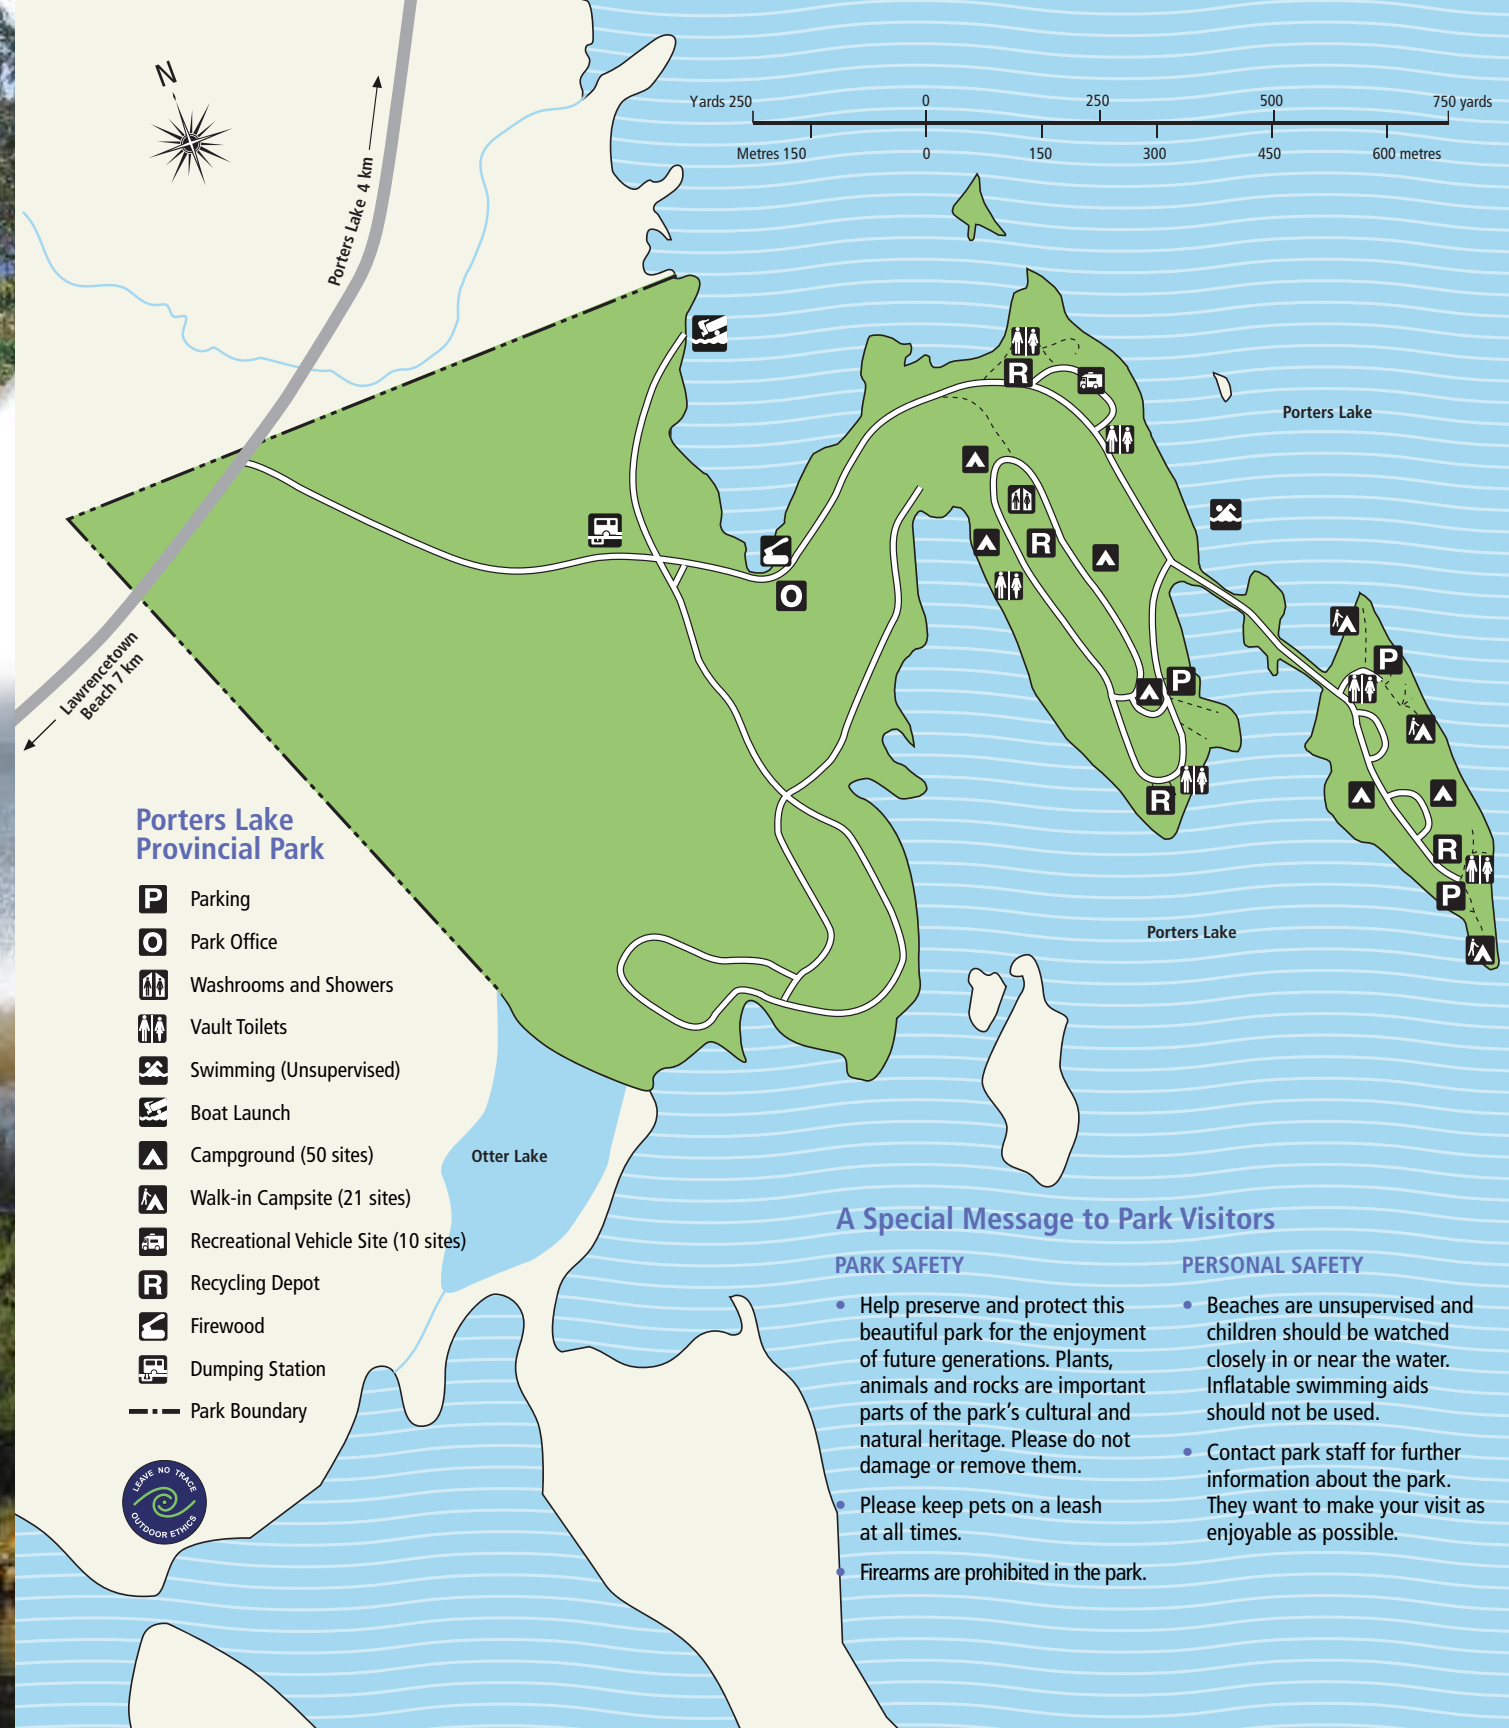 N
Yards 250 0 250 500 750 yards
Metres 150 0 150 300 450 600 metres
Porters Lake 4 km
Porters Lake
R
R
O
P
P
R
R
P
Lawrencetown
Beach 7 km
Porters Lake
Otter Lake
Porters Lake
Provincial Park
P Parking
O Park Office
Washrooms and Showers
Vault Toilets
Swimming (Unsupervised)
Boat Launch
Campground (50 sites)
Walk-in Campsite (21 sites)
Recreational Vehicle Site (10 sites)
R Recycling Depot
Firewood
Dumping Station
Park Boundary
LEAVE NO TRACE
OUTDOOR ETHICS
A Special Message to Park Visitors
PARK SAFETY
• Help preserve and protect this
beautiful park for the enjoyment
of future generations. Plants,
animals and rocks are important
parts of the park's cultural and
natural heritage. Please do not
damage or remove them.
• Please keep pets on a leash
at all times.
• Firearms are prohibited in the park.
PERSONAL SAFETY
• Beaches are unsupervised and
children should be watched
closely in or near the water.
Inflatable swimming aids
should not be used.
• Contact park staff for further
information about the park.
They want to make your visit as
enjoyable as possible.